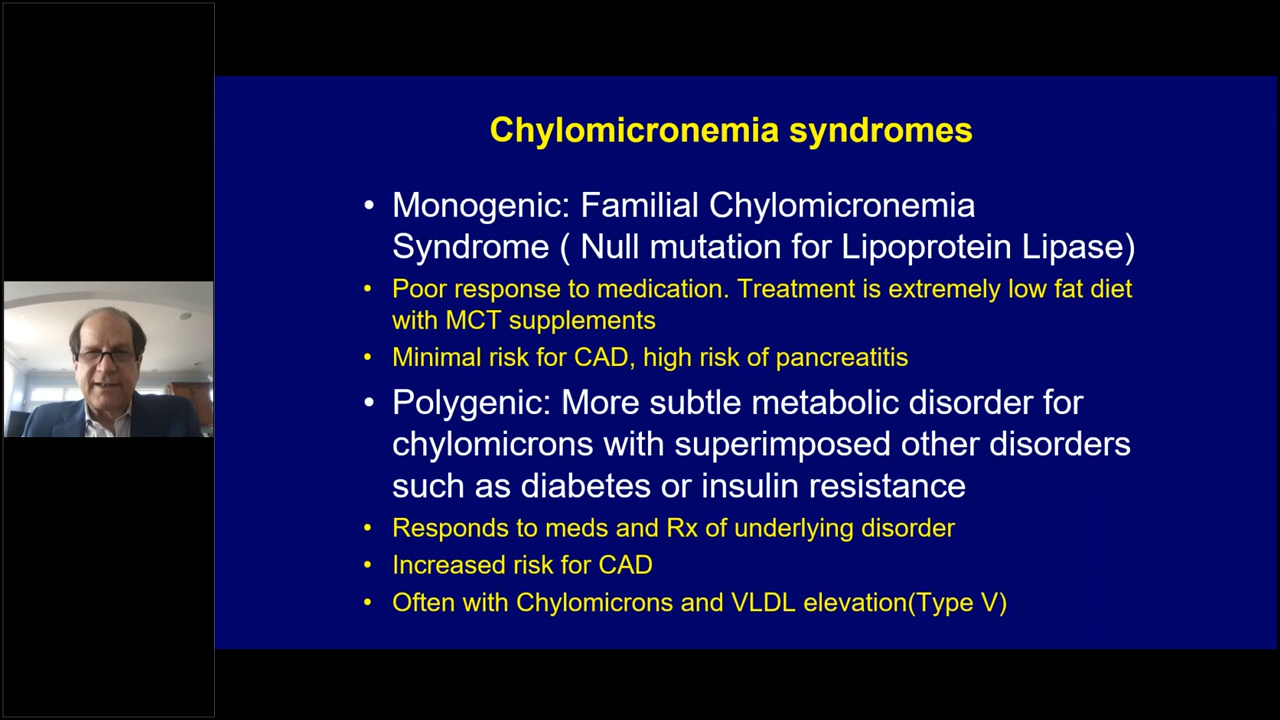 Chylomicronemia syndromes
• Monogenic: Familial Chylomicronemia
Syndrome ( Null mutation for Lipoprotein Lipase)
• Poor response to medication. Treatment is extremely low fat diet
with MCT supplements
• Minimal risk for CAD, high risk of pancreatitis
• Polygenic: More subtle metabolic disorder for
chylomicrons with superimposed other disorders
such as diabetes or insulin resistance
• Responds to meds and Rx of underlying disorder
• Increased risk for CAD
• Often with Chylomicrons and VLDL elevation(Type V)